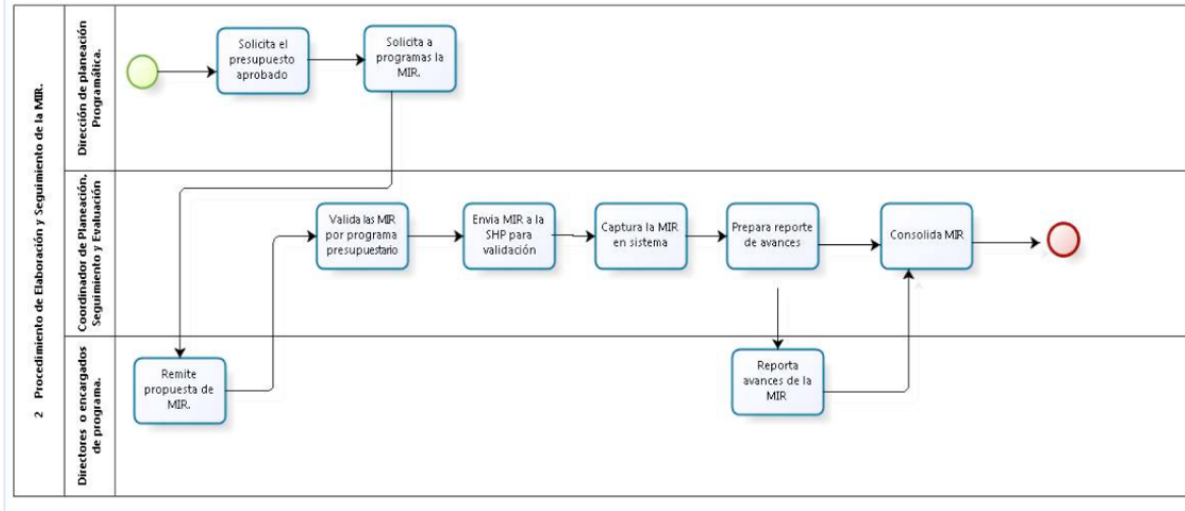 2 Procedimiento de Elaboración y Seguimiento de la MIR.
Dirección de planeación
Programática.
Solicita el
presupuesto
aprobado
Solicita a
programas la
MIR.
Coordinador de Planeación,
Seguimiento y Evaluación
Valida las MIR
por programa
presupuestario
Envia MIR a la
SHP para
validación
Captura la MIR
en sistema
Prepara reporte
de avances
Consolida MIR
Directores o encargados
de programa.
Remite
propuesta de
MIR.
Reporta
avances de la
MIR